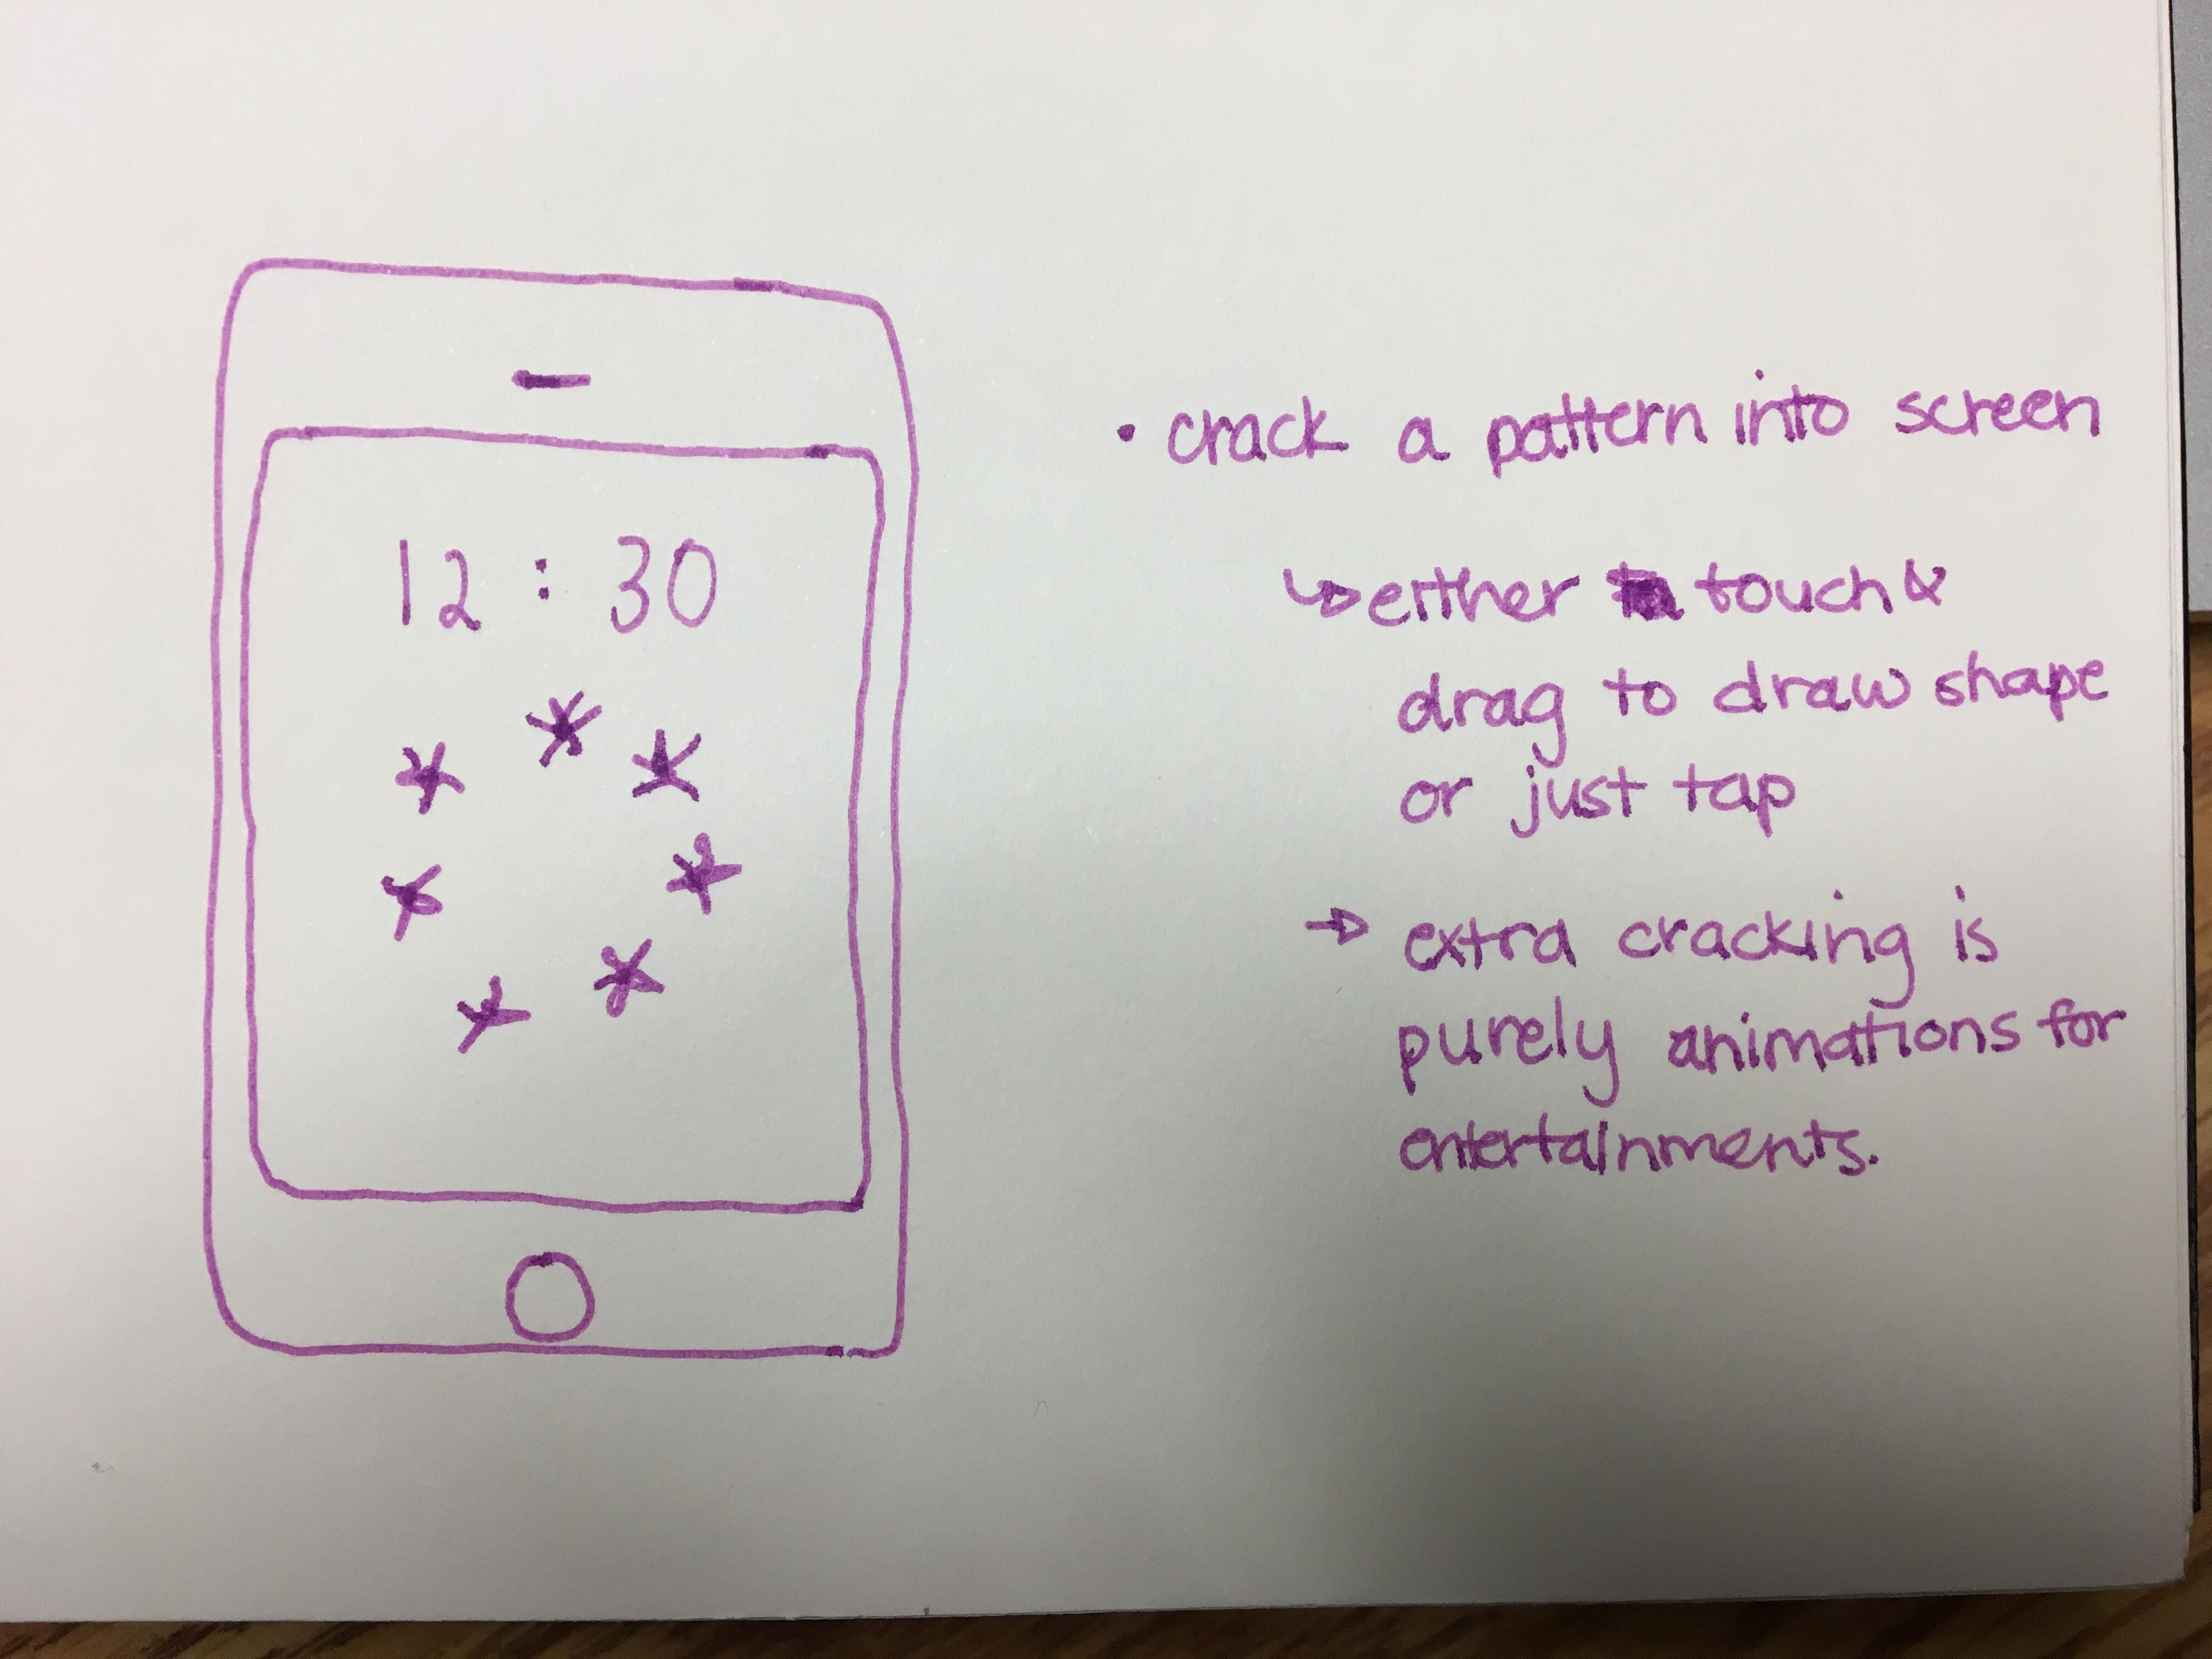 12 : 30
• crack a pattern into screen
↳ either touch &
drag to draw shape
or just tap
→ extra cracking is
purely animations for
entertainments.